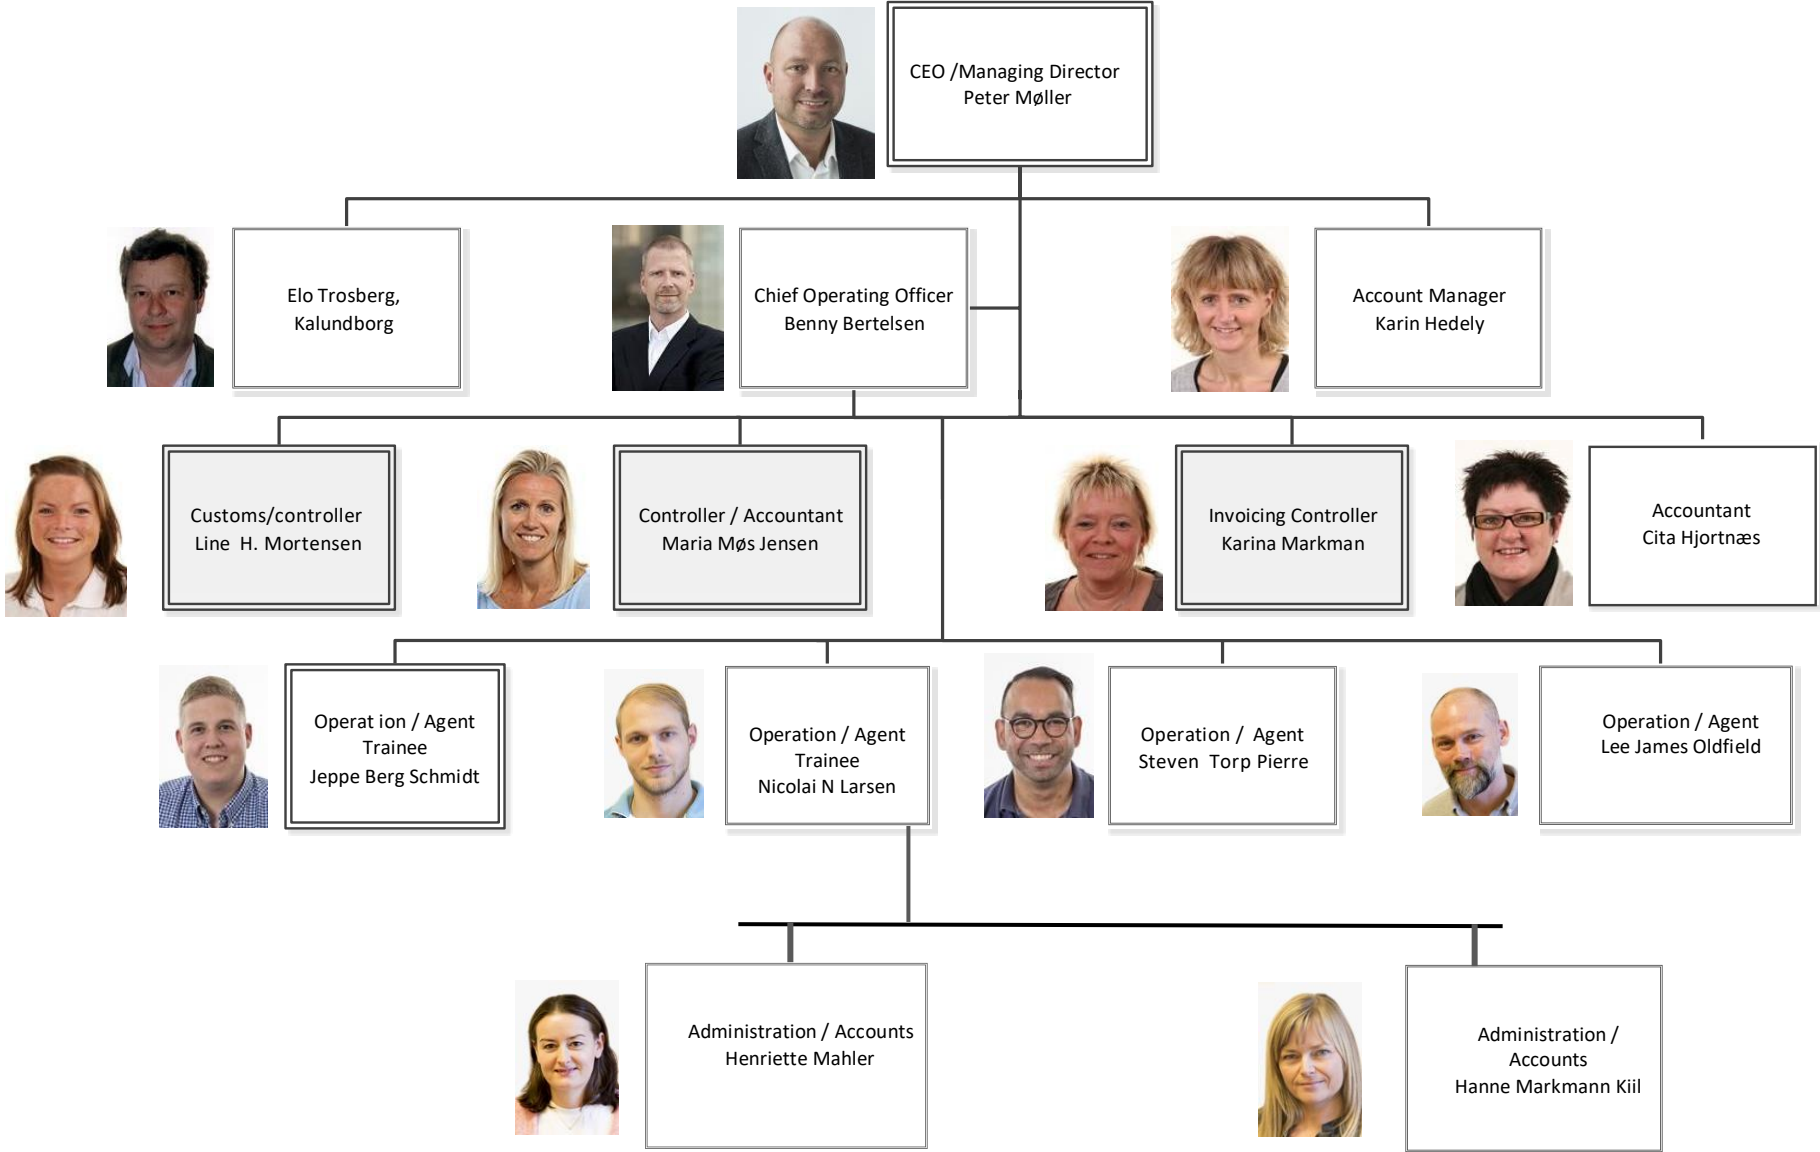 CEO /Managing Director
Peter Møller
Elo Trosberg,
Kalundborg
Chief Operating Officer
Benny Bertelsen
Account Manager
Karin Hedely
Customs/controller
Line H. Mortensen
Controller / Accountant
Maria Møs Jensen
Invoicing Controller
Karina Markman
Accountant
Cita Hjortnæs
Operat ion / Agent
Trainee
Jeppe Berg Schmidt
Operation / Agent
Trainee
Nicolai N Larsen
Operation / Agent
Steven Torp Pierre
Operation / Agent
Lee James Oldfield
Administration / Accounts
Henriette Mahler
Administration /
Accounts
Hanne Markmann Kiil